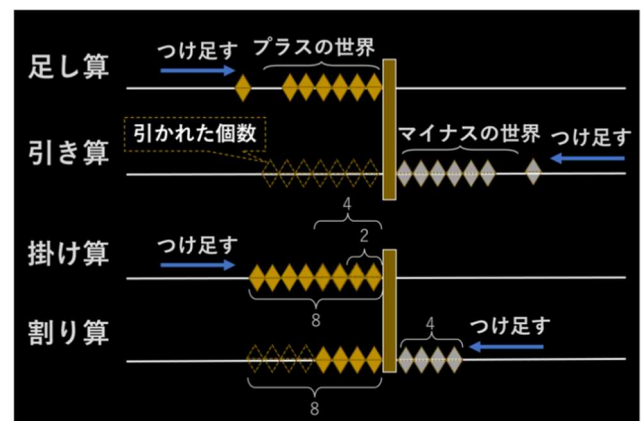 足し算
つけ足す
プラスの世界
引き算
引かれた個数
マイナスの世界
つけ足す
4
2
掛け算
つけ足す
8
割り算
4
つけ足す
8